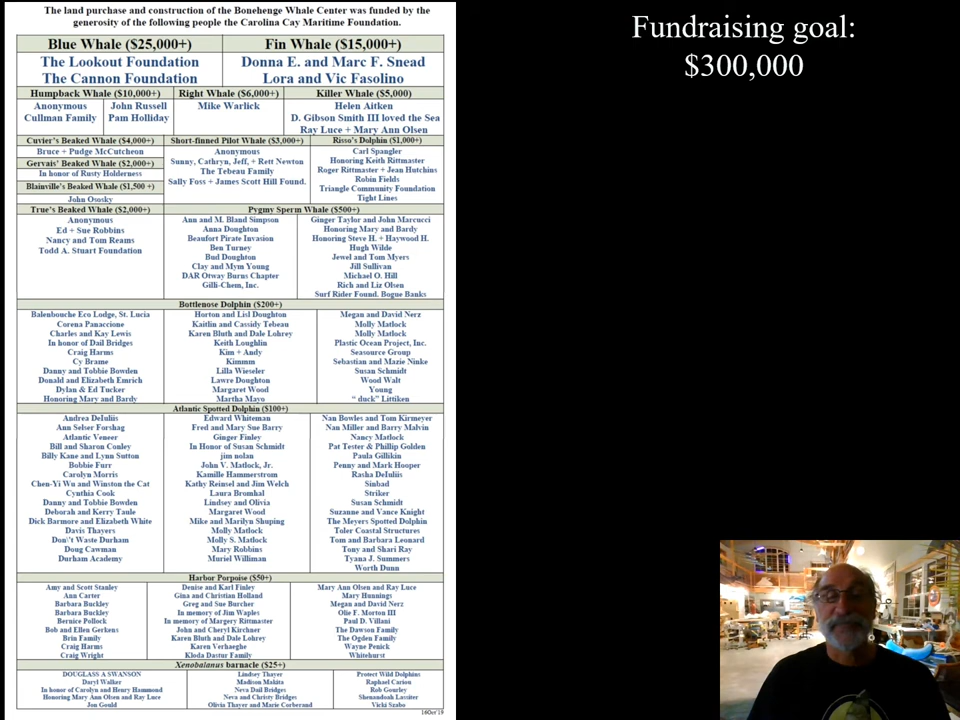 The land purchase and construction of the Bonehenge Whale Center was funded by the
generosity of the following people the Carolina Cay Maritime Foundation.
Blue Whale ($25,000+)
The Lookout Foundation
The Cannon Foundation
Fin Whale ($15,000+)
Donna E. and Marc F. Snead
Lora and Vic Fasolino
Humpback Whale ($10,000+)
Anonymous
Cullman Family
John Russell
Pam Holliday
Right Whale ($6,000+)
Mike Warlick
Killer Whale ($5,000)
Helen Aitken
D. Gibson Smith III loved the Sea
Ray Luce + Mary Ann Olsen
Cuvier's Beaked Whale ($4,000+)
Bruce + Pudge McCutcheon
Gervais' Beaked Whale ($2,000+)
In honor of Rusty Holderness
Blainville's Beaked Whale ($1,500 +)
John Ososky
Short-finned Pilot Whale ($3,000+)
Anonymous
Sunny, Cathryn, Jeff, + Rett Newton
The Tebeau Family
Sally Foss + James Scott Hill Found.
Risso's Dolphin ($1,000+)
Carl Spangler
Honoring Keith Rittmaster
Roger Rittmaster + Jean Hutchins
Robin Fields
Triangle Community Foundation
Tight Lines
True's Beaked Whale ($2,000+)
Anonymous
Ed + Sue Robbins
Nancy and Tom Reams
Todd A. Stuart Foundation
Pygmy Sperm Whale ($500+)
Ann and M. Bland Simpson
Anna Doughton
Beaufort Pirate Invasion
Ben Turney
Bud Doughton
Clay and Mym Young
DAR Otway Burns Chapter
Gilli-Chem, Inc.
Ginger Taylor and John Marcucci
Honoring Mary and Bardy
Honoring Steve H. + Haywood H.
Hugh Wilde
Jewel and Tom Myers
Jill Sullivan
Michael O. Hill
Rich and Liz Olsen
Surf Rider Found. Bogue Banks
Bottlenose Dolphin ($200+)
Balenbouche Eco Lodge, St. Lucia
Corena Panaccione
Charles and Kay Lewis
In honor of Dail Bridges
Craig Harms
Cy Brame
Danny and Tobbie Bowden
Donald and Elizabeth Emrich
Dylan & Ed Tucker
Honoring Mary and Bardy
Horton and Lisl Doughton
Kaitlin and Cassidy Tebeau
Karen Bluth and Dale Lohrey
Keith Loughlin
Kim + Andy
Kimmm
Lilla Wieseler
Lawre Doughton
Margaret Wood
Martha Mayo
Megan and David Nerz
Molly Matlock
Molly Matlock
Plastic Ocean Project, Inc.
Seasource Group
Sebastian and Mazie Ninke
Susan Schmidt
Wood Walt
Young
" duck" Littiken
Atlantic Spotted Dolphin ($100+)
Andrea DeIuliis
Ann Selser Forshag
Atlantic Veneer
Bill and Sharon Conley
Billy Kane and Lynn Sutton
Bobbie Furr
Carolyn Morris
Chen-Yi Wu and Winston the Cat
Cynthia Cook
Danny and Tobbie Bowden
Deborah and Kerry Taule
Dick Barmore and Elizabeth White
Davis Thayers
Don\'t Waste Durham
Doug Cawman
Durham Academy
Edward Whiteman
Fred and Mary Sue Barry
Ginger Finley
In Honor of Susan Schmidt
jim nolan
John V. Matlock, Jr.
Kamille Hammerstrom
Kathy Reinsel and Jim Welch
Laura Bromhal
Lindsey and Olivia
Margaret Wood
Mike and Marilyn Shuping
Molly Matlock
Molly S. Matlock
Mary Robbins
Muriel Williman
Nan Bowles and Tom Kirmeyer
Nan Miller and Barry Malvin
Nancy Matlock
Pat Tester & Phillip Golden
Paula Gillikin
Penny and Mark Hooper
Rasha DeIuliis
Sinbad
Striker
Susan Schmidt
Suzanne and Vance Knight
The Meyers Spotted Dolphin
Toler Coastal Structures
Tom and Barbara Leonard
Tony and Shari Ray
Tyana J. Summers
Worth Dunn
Harbor Porpoise ($50+)
Amy and Scott Stanley
Ann Carter
Barbara Buckley
Barbara Buckley
Bernice Pollock
Bob and Ellen Gerkens
Brin Family
Craig Harms
Craig Wright
Denise and Karl Finley
Gina and Christian Holland
Greg and Sue Burcher
In memory of Jim Waples
In memory of Margery Rittmaster
John and Cheryl Kirchner
Karen Bluth and Dale Lohrey
Karen Verhaeghe
Kloda Dastur Family
Mary Ann Olsen and Ray Luce
Mary Hunnings
Megan and David Nerz
Olie F. Morton III
Paul D. Villani
The Dawson Family
The Ogden Family
Wayne Penick
Whitehurst
Xenobalanus barnacle ($25+)
DOUGLASS A SWANSON
Daryl Walker
In honor of Carolyn and Henry Hammond
Honoring Mary Ann Olsen and Ray Luce
Jon Gould
Lindsey Thayer
Madison Makita
Neva Dail Bridges
Neva and Christy Bridges
Olivia Thayer and Marie Corberand
Protect Wild Dolphins
Raphael Carion
Rob Gourley
Shenandoah Lassiter
Vicki Szabo
16Oct'19
Fundraising goal:
$300,000